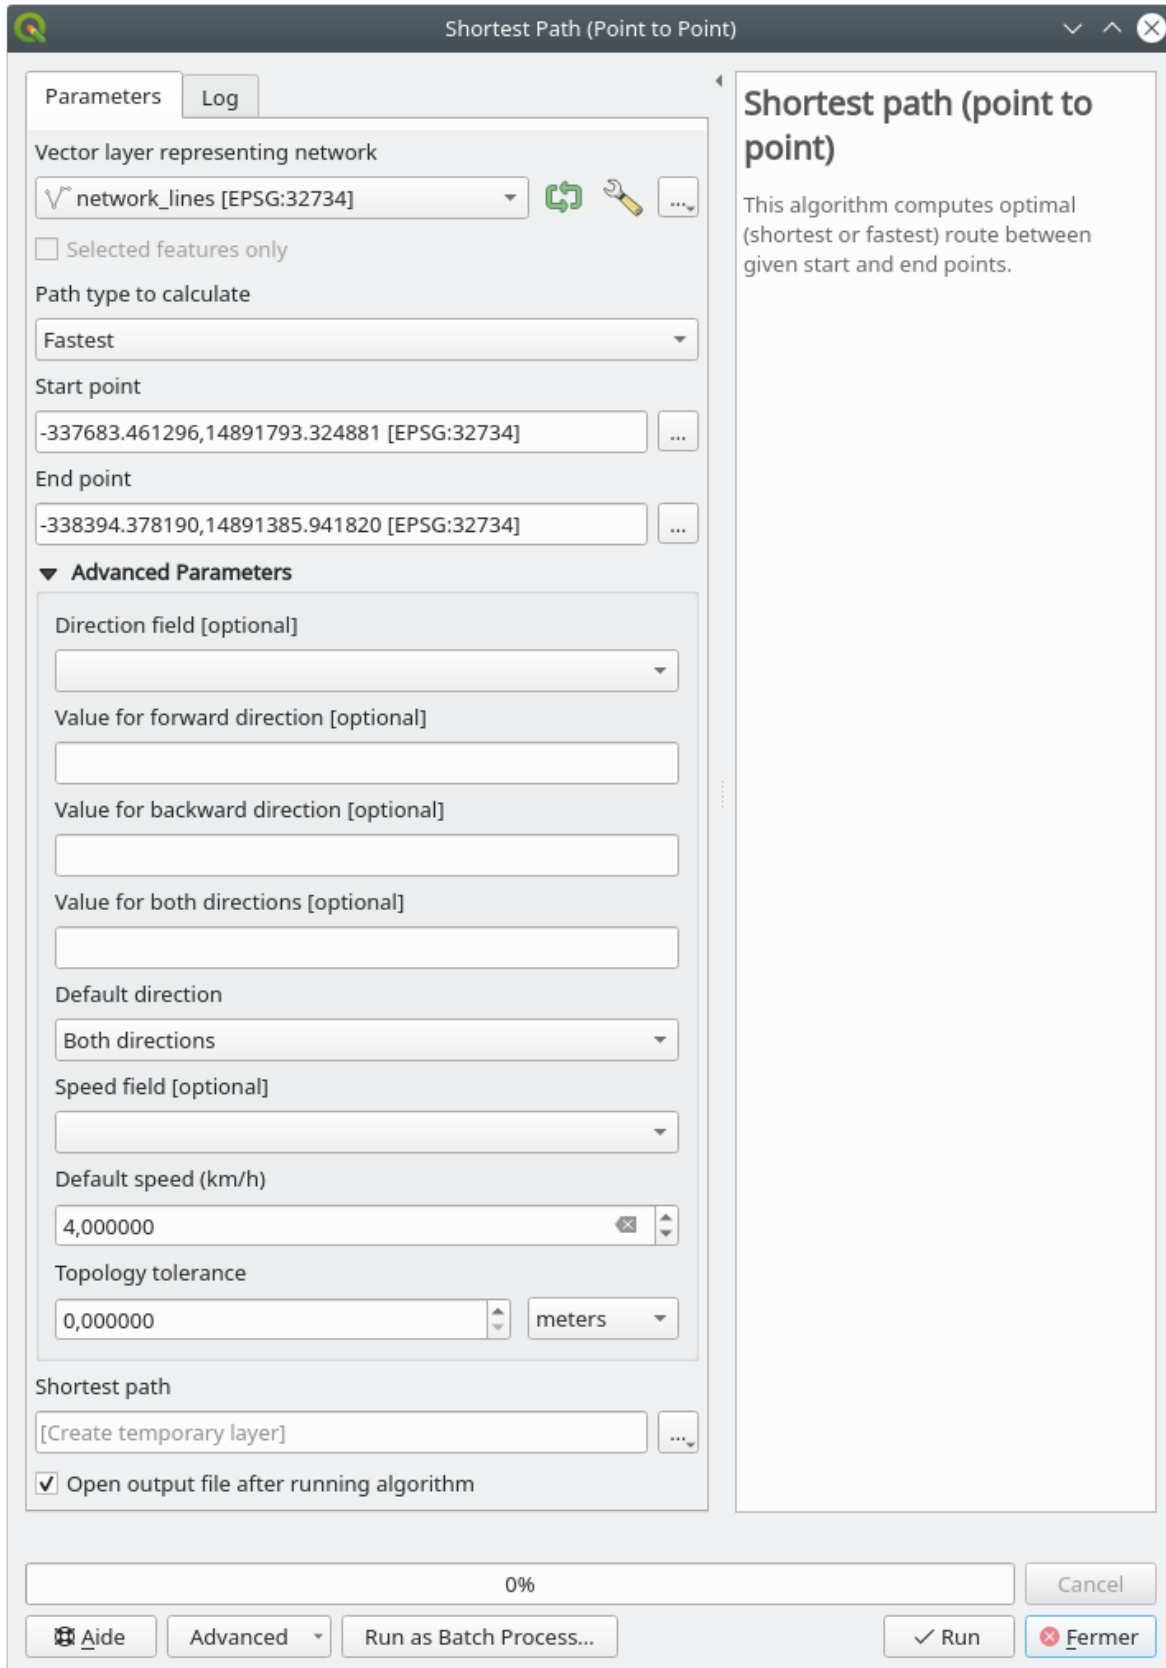 Shortest Path (Point to Point)
Parameters
Log
Vector layer representing network
network_lines [EPSG:32734]
...
Selected features only
Path type to calculate
Fastest
Start point
-337683.461296,14891793.324881 [EPSG:32734]
...
End point
-338394.378190,14891385.941820 [EPSG:32734]
...
Advanced Parameters
Direction field [optional]
Value for forward direction [optional]
Value for backward direction [optional]
Value for both directions [optional]
Default direction
Both directions
Speed field [optional]
Default speed (km/h)
4,000000
Topology tolerance
0,000000
meters
Shortest path
[Create temporary layer]
...
Open output file after running algorithm
Shortest path (point to
point)
This algorithm computes optimal
(shortest or fastest) route between
given start and end points.
0%
Cancel
Aide
Advanced
Run as Batch Process...
Run
Fermer